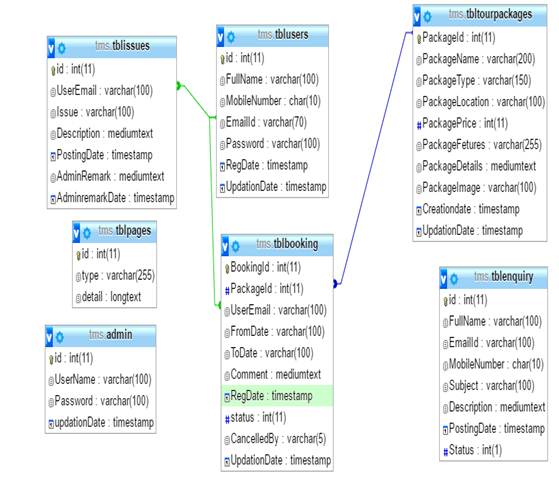 tms.tblissues
id : int(11)
UserEmail : varchar(100)
Issue : varchar(100)
Description : mediumtext
PostingDate : timestamp
AdminRemark : mediumtext
AdminremarkDate : timestamp
tms.tblusers
id : int(11)
FullName : varchar(100)
MobileNumber : char(10)
EmailId : varchar(70)
Password : varchar(100)
RegDate : timestamp
UpdationDate : timestamp
tms.tbltourpackages
PackageId : int(11)
PackageName : varchar(200)
PackageType : varchar(150)
PackageLocation : varchar(100)
#PackagePrice : int(11)
PackageFetures : varchar(255)
PackageDetails : mediumtext
PackageImage : varchar(100)
Creationdate : timestamp
UpdationDate : timestamp
tms.tblpages
id : int(11)
type : varchar(255)
detail : longtext
tms.admin
id : int(11)
UserName : varchar(100)
Password : varchar(100)
updationDate : timestamp
tms.tblbooking
BookingId : int(11)
#PackageId : int(11)
UserEmail : varchar(100)
FromDate : varchar(100)
ToDate : varchar(100)
Comment : mediumtext
RegDate : timestamp
#status : int(11)
CancelledBy : varchar(5)
UpdationDate : timestamp
tms.tblenquiry
id : int(11)
FullName : varchar(100)
EmailId : varchar(100)
MobileNumber : char(10)
Subject : varchar(100)
Description : mediumtext
PostingDate : timestamp
#Status : int(1)